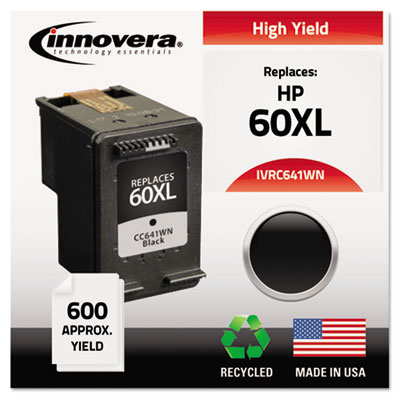 innovera®
technology essentials
High Yield
Replaces:
HP
60XL
IVRC641WN
REPLACES
60XL
CC641WN
Black
600
APPROX.
YIELD
RECYCLED
MADE IN USA